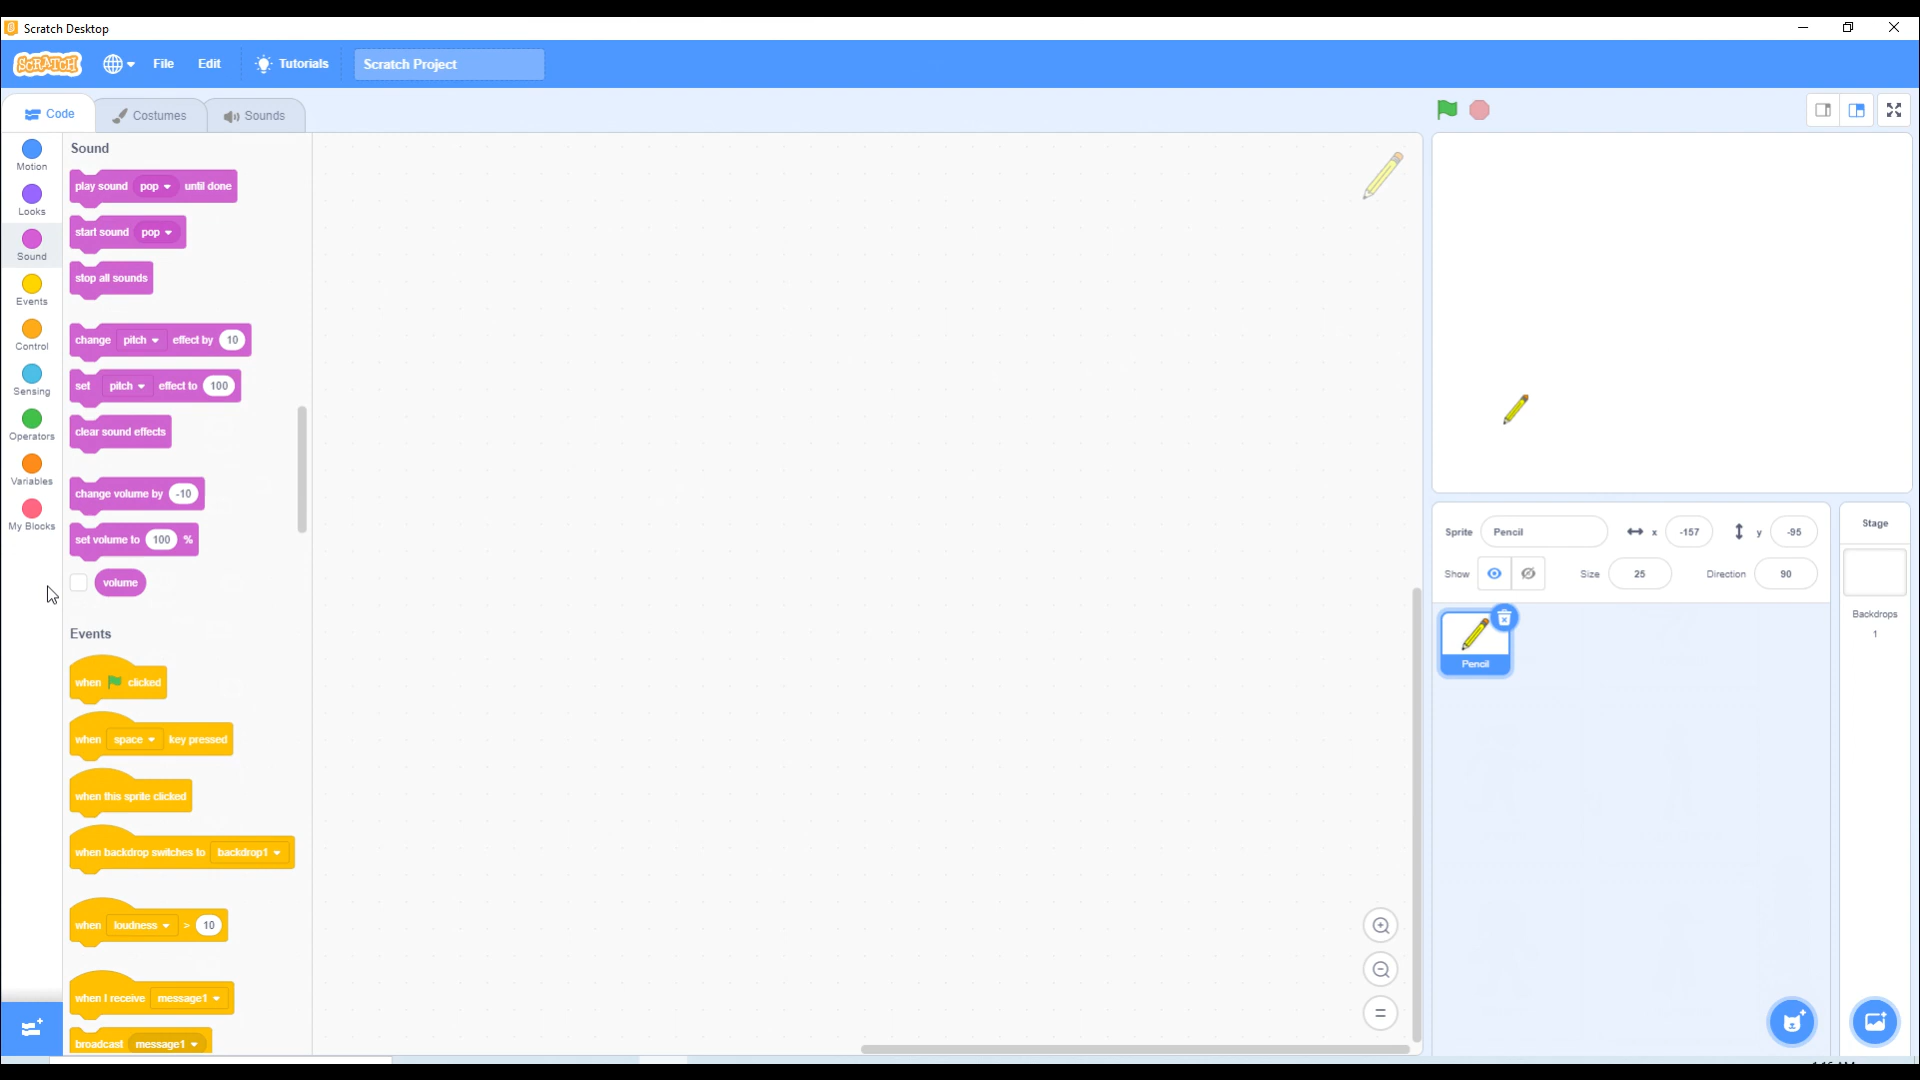 Scratch Desktop
SCRATCH File Edit Tutorials Scratch Project
Code Costumes Sounds
Motion
Looks
Sound
Events
Control
Sensing
Operators
Variables
My Blocks
Sound
play sound pop until done
start sound pop
stop all sounds
change pitch effect by 10
set pitch effect to 100
clear sound effects
change volume by -10
set volume to 100 %
volume
Events
when clicked
when space key pressed
when this sprite clicked
when backdrop switches to backdrop1
when loudness > 10
when I receive message1
broadcast message1
Sprite Pencil x -157 y -95
Show Size 25 Direction 90
Pencil
Stage
Backdrops
1